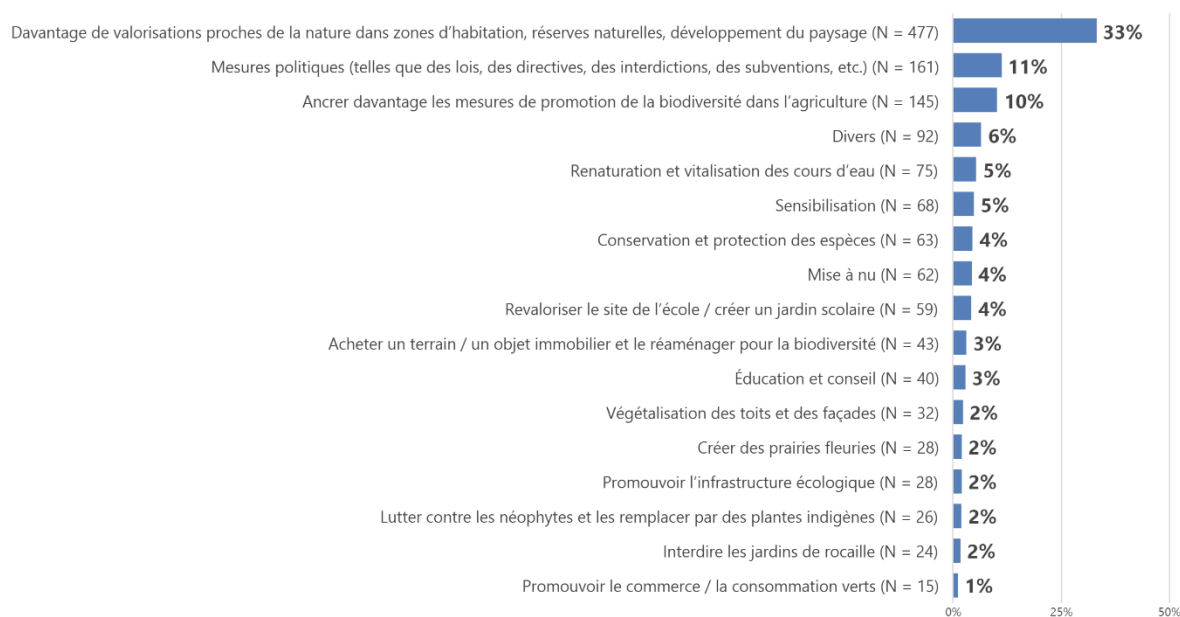 Davantage de valorisations proches de la nature dans zones d’habitation, réserves naturelles, développement du paysage (N = 477) 33%
Mesures politiques (telles que des lois, des directives, des interdictions, des subventions, etc.) (N = 161) 11%
Ancrer davantage les mesures de promotion de la biodiversité dans l’agriculture (N = 145) 10%
Divers (N = 92) 6%
Renaturation et vitalisation des cours d’eau (N = 75) 5%
Sensibilisation (N = 68) 5%
Conservation et protection des espèces (N = 63) 4%
Mise à nu (N = 62) 4%
Revaloriser le site de l’école / créer un jardin scolaire (N = 59) 4%
Acheter un terrain / un objet immobilier et le réaménager pour la biodiversité (N = 43) 3%
Éducation et conseil (N = 40) 3%
Végétalisation des toits et des façades (N = 32) 2%
Créer des prairies fleuries (N = 28) 2%
Promouvoir l’infrastructure écologique (N = 28) 2%
Lutter contre les néophytes et les remplacer par des plantes indigènes (N = 26) 2%
Interdire les jardins de rocaille (N = 24) 2%
Promouvoir le commerce / la consommation verts (N = 15) 1%
0% 25% 50%